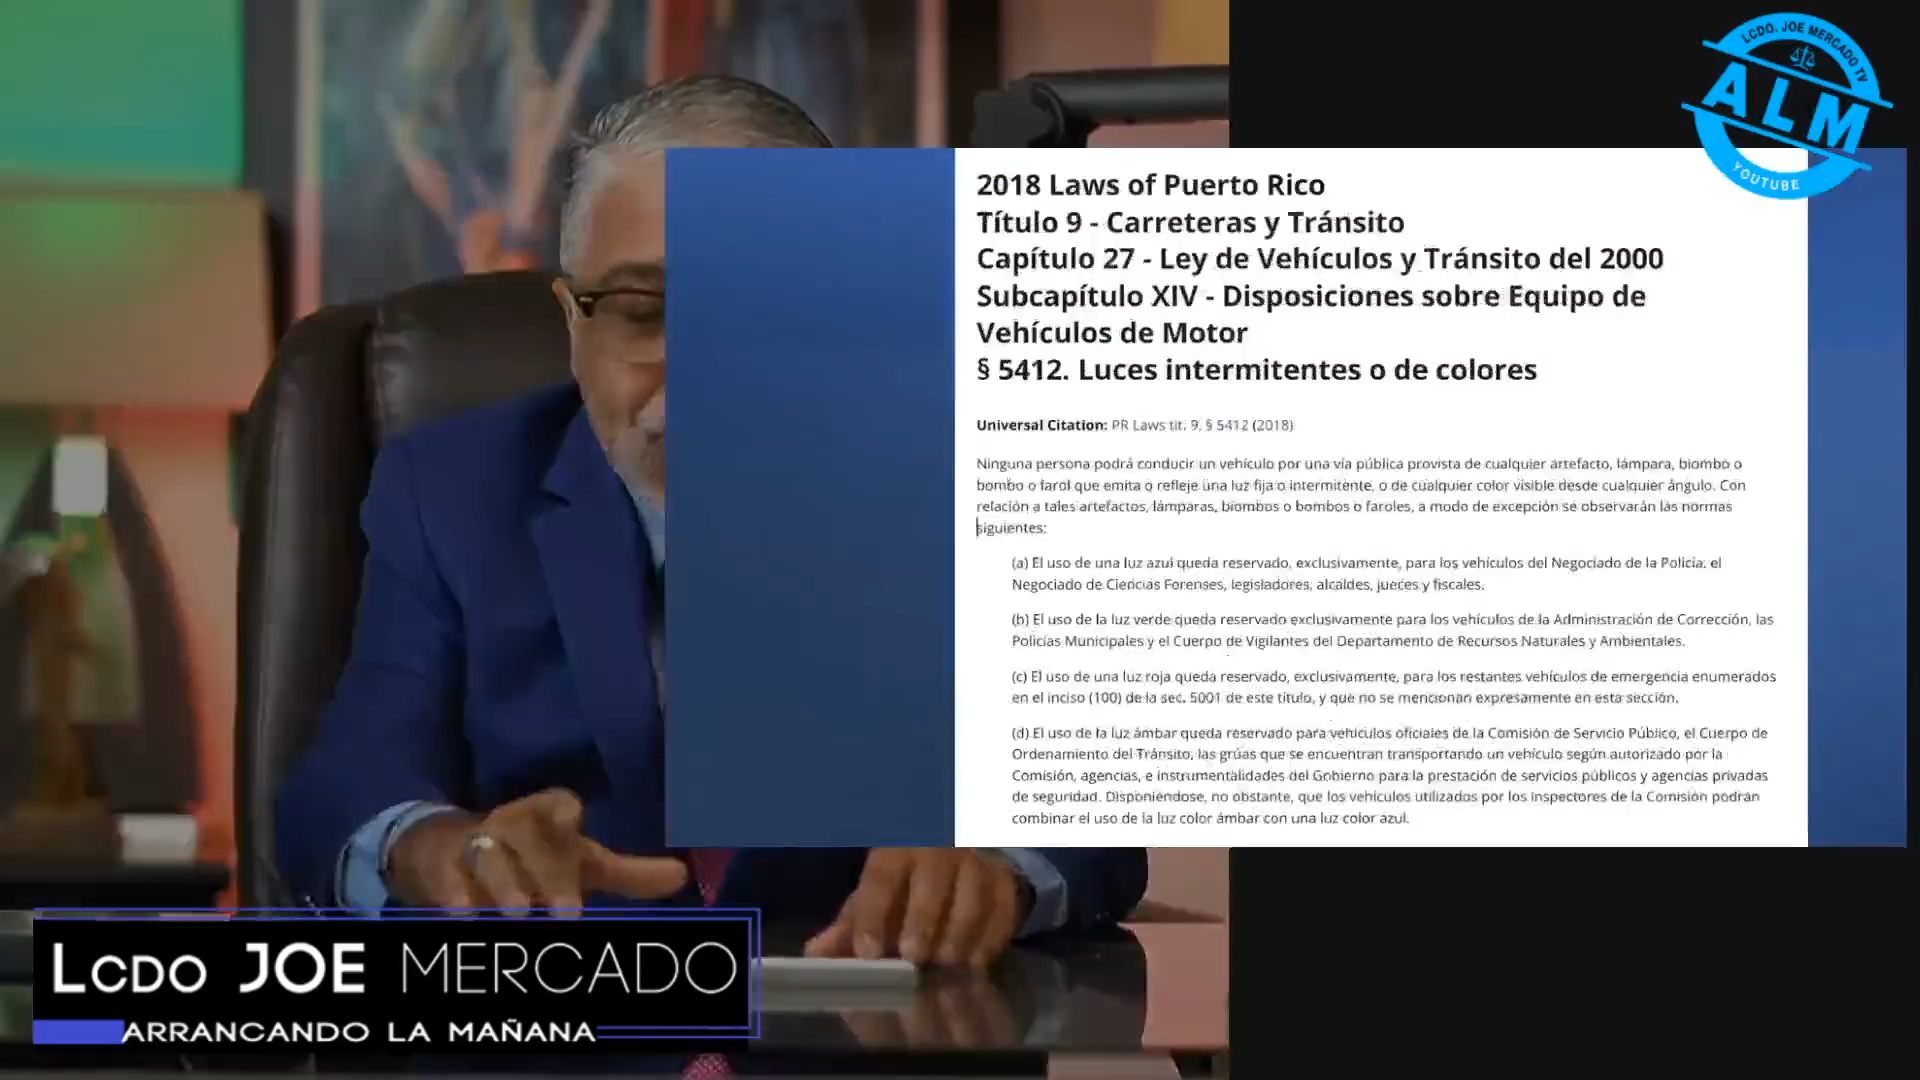 LCDO. JOE MERCADO TV
ALM
YOUTUBE
2018 Laws of Puerto Rico
Título 9 - Carreteras y Tránsito
Capítulo 27 - Ley de Vehículos y Tránsito del 2000
Subcapítulo XIV - Disposiciones sobre Equipo de
Vehículos de Motor
§ 5412. Luces intermitentes o de colores
Universal Citation: PR Laws tit. 9, § 5412 (2018)
Ninguna persona podrá conducir un vehículo por una vía pública provista de cualquier artefacto, lámpara, biombo o
bombo o farol que emita o refleje una luz fija o intermitente, o de cualquier color visible desde cualquier ángulo. Con
relación a tales artefactos, lámparas, biombos o bombos o faroles, a modo de excepción se observarán las normas
siguientes:
(a) El uso de una luz azul queda reservado, exclusivamente, para los vehículos del Negociado de la Policía, el
Negociado de Ciencias Forenses, legisladores, alcaldes, jueces y fiscales.
(b) El uso de la luz verde queda reservado exclusivamente para los vehículos de la Administración de Corrección, las
Policías Municipales y el Cuerpo de Vigilantes del Departamento de Recursos Naturales y Ambientales.
(c) El uso de una luz roja queda reservado, exclusivamente, para los restantes vehículos de emergencia enumerados
en el inciso (100) de la sec. 5001 de este título, y que no se mencionan expresamente en esta sección.
(d) El uso de la luz ámbar queda reservado para vehículos oficiales de la Comisión de Servicio Público, el Cuerpo de
Ordenamiento del Tránsito, las grúas que se encuentran transportando un vehículo según autorizado por la
Comisión, agencias, e instrumentalidades del Gobierno para la prestación de servicios públicos y agencias privadas
de seguridad. Disponiéndose, no obstante, que los vehículos utilizados por los inspectores de la Comisión podrán
combinar el uso de la luz color ámbar con una luz color azul.
LCDO JOE MERCADO
ARRANCANDO LA MAÑANA